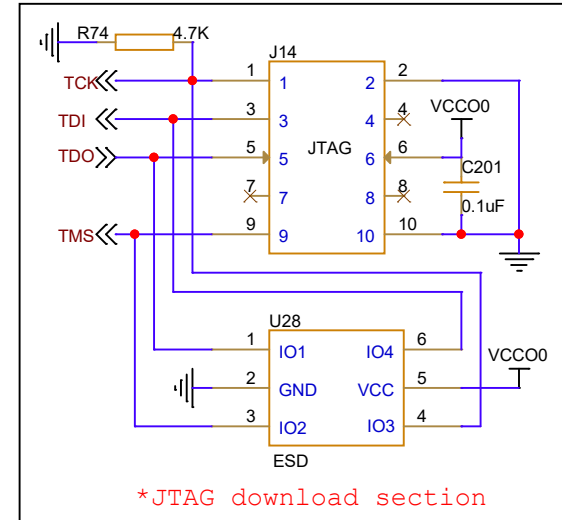 R74 4.7K
J14
TCK 1 1 2 2
TDI 3 3 4 4 VCCO0
TDO 5 5 JTAG 6 6
C201
7 7 8 8
0.1uF
TMS 9 9 10 10
U28
1 IO1 IO4 6
VCCO0
2 GND VCC 5
3 IO2 IO3 4
ESD
*JTAG download section